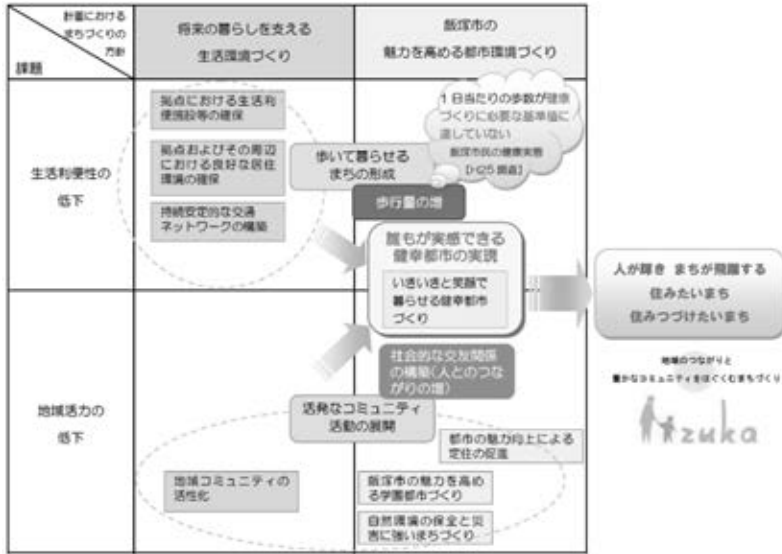 計画における
まちづくりの
方針
課題
将来の暮らしを支える
生活環境づくり
飯塚市の
魅力を高める都市環境づくり
生活利便性の
低下
拠点における生活利
便施設等の確保
拠点およびその周辺
における良好な居住
環境の確保
持続安定的な交通
ネットワークの構築
歩いて暮らせる
まちの形成
1日当たりの歩数が健康
づくりに必要な基準値に
達していない
飯塚市民の健康実態
【H25調査】
歩行量の増
誰もが実感できる
健幸都市の実現
いきいきと笑顔で
暮らせる健幸都市
づくり
人が輝き まちが飛躍する
住みたいまち
住みつづけたいまち
地域のつながりと
豊かなコミュニティをはぐくむまちづくり
iizuka
社会的な交友関係
の構築(人とのつな
がりの増)
地域活力の
低下
活発なコミュニティ
活動の展開
都市の魅力向上による
定住の促進
地域コミュニティの
活性化
飯塚市の魅力を高め
る学園都市づくり
自然環境の保全と災
害に強いまちづくり